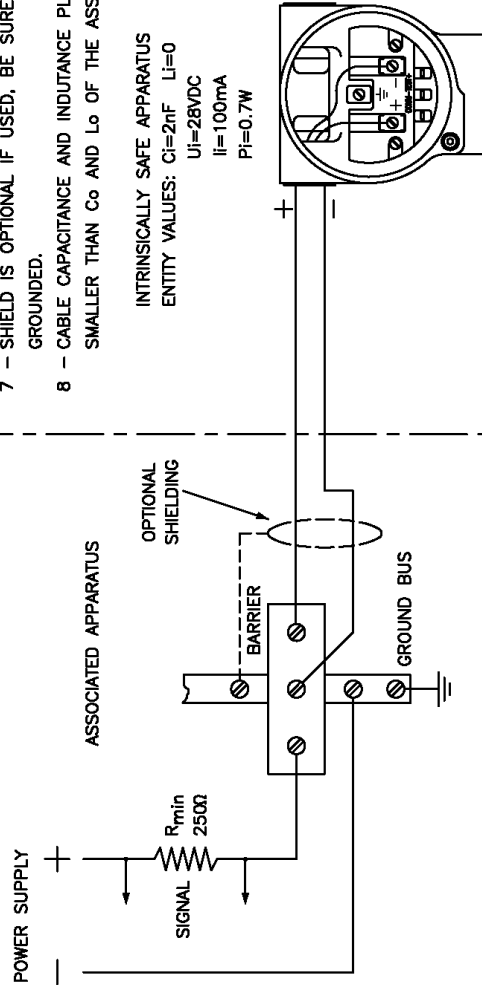 7 – SHIELD IS OPTIONAL IF USED, BE SURE
GROUNDED.
8 – CABLE CAPACITANCE AND INDUTANCE PL
SMALLER THAN Co AND Lo OF THE ASS
INTRINSICALLY SAFE APPARATUS
ENTITY VALUES: Ci=2nF Li=0
Ui=28VDC
Ii=100mA
Pi=0.7W
ASSOCIATED APPARATUS
OPTIONAL
SHIELDING
POWER SUPPLY
+
–
Rmin
250Ω
SIGNAL
BARRIER
GROUND BUS
+
–
+
–